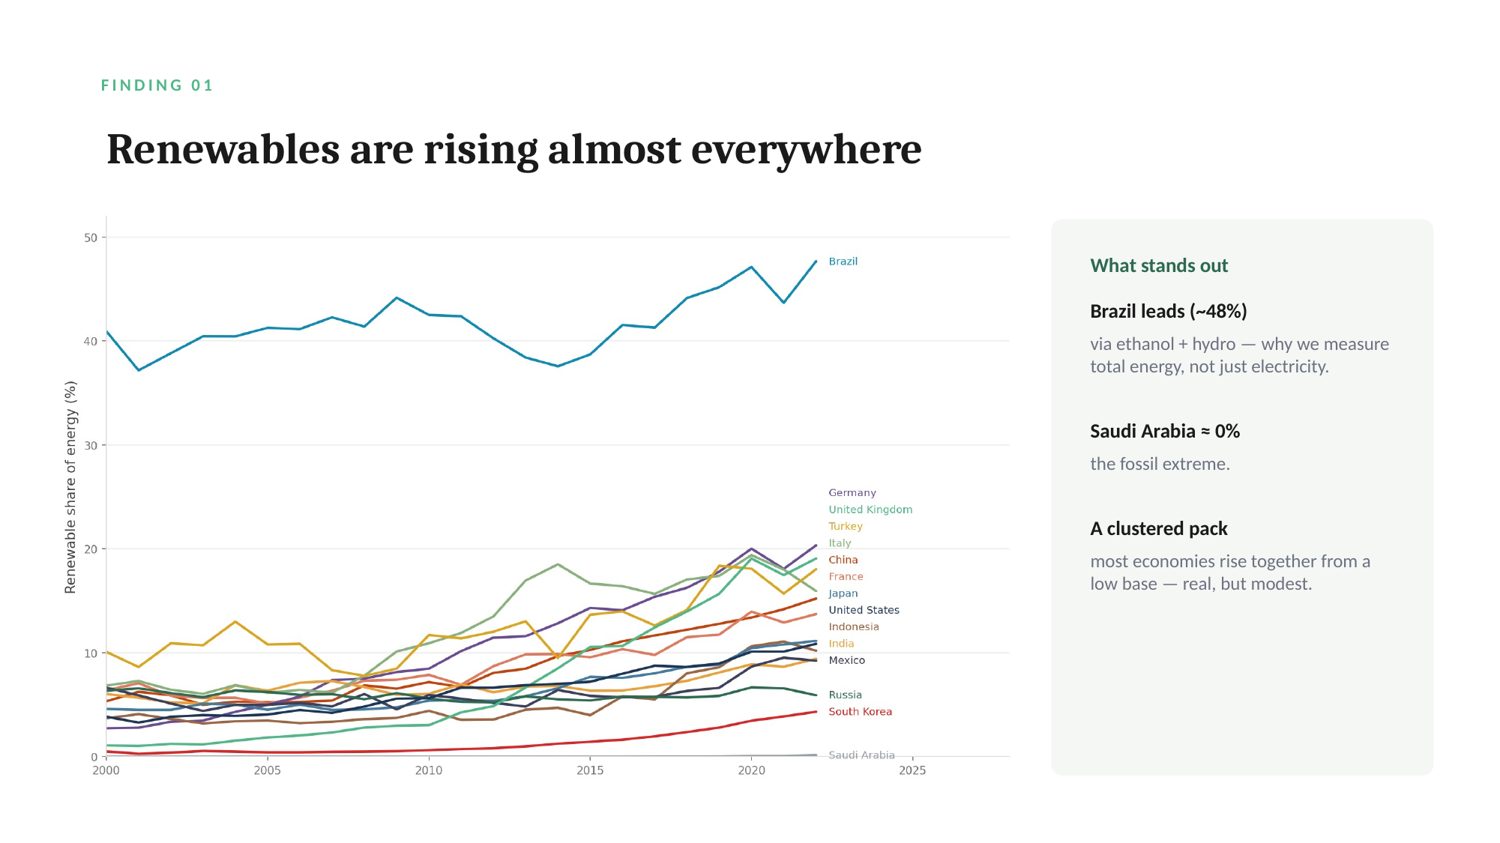 FINDING 01
Renewables are rising almost everywhere
Renewable share of energy (%)
50
40
30
20
10
0
2000
2005
2010
2015
2020
2025
Brazil
Germany
United Kingdom
Turkey
Italy
China
France
Japan
United States
Indonesia
India
Mexico
Russia
South Korea
Saudi Arabia
What stands out
Brazil leads (~48%)
via ethanol + hydro — why we measure
total energy, not just electricity.
Saudi Arabia ≈ 0%
the fossil extreme.
A clustered pack
most economies rise together from a
low base — real, but modest.